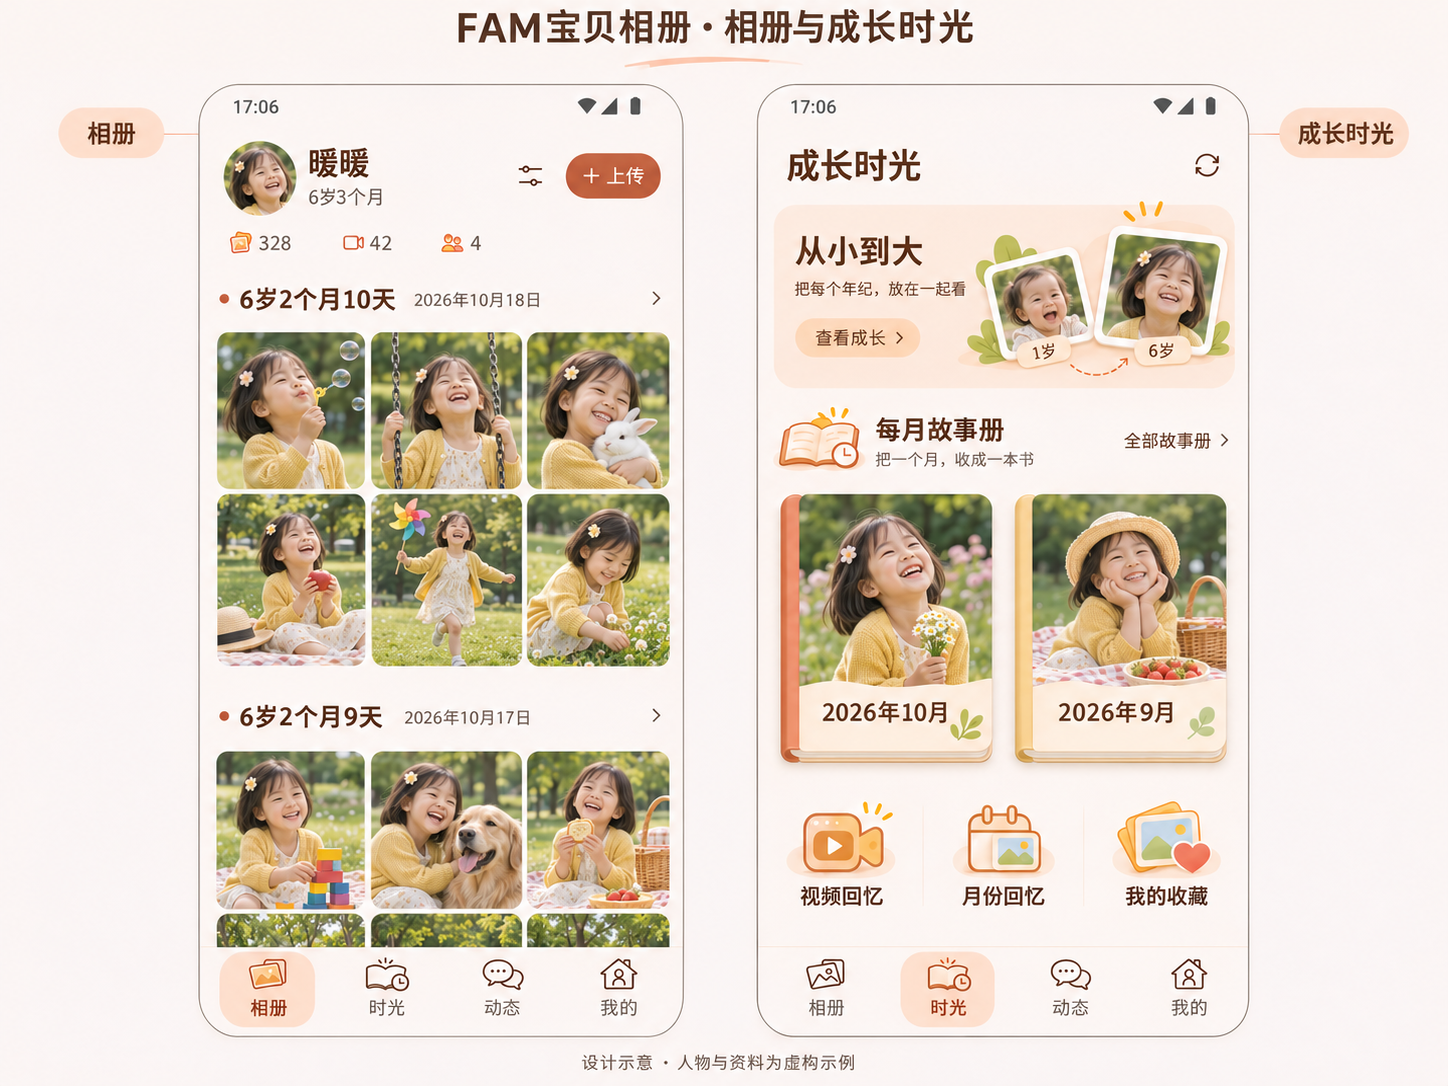 FAM宝贝相册·相册与成长时光
相册
成长时光
17:06
暖暖
6岁3个月
+ 上传
328
42
4
6岁2个月10天 2026年10月18日
6岁2个月9天 2026年10月17日
相册
时光
动态
我的
17:06
成长时光
从小到大
把每个年纪，放在一起看
查看成长
1岁
6岁
每月故事册
把一个月，收成一本书
全部故事册
2026年10月
2026年9月
视频回忆
月份回忆
我的收藏
相册
时光
动态
我的
设计示意 · 人物与资料为虚构示例